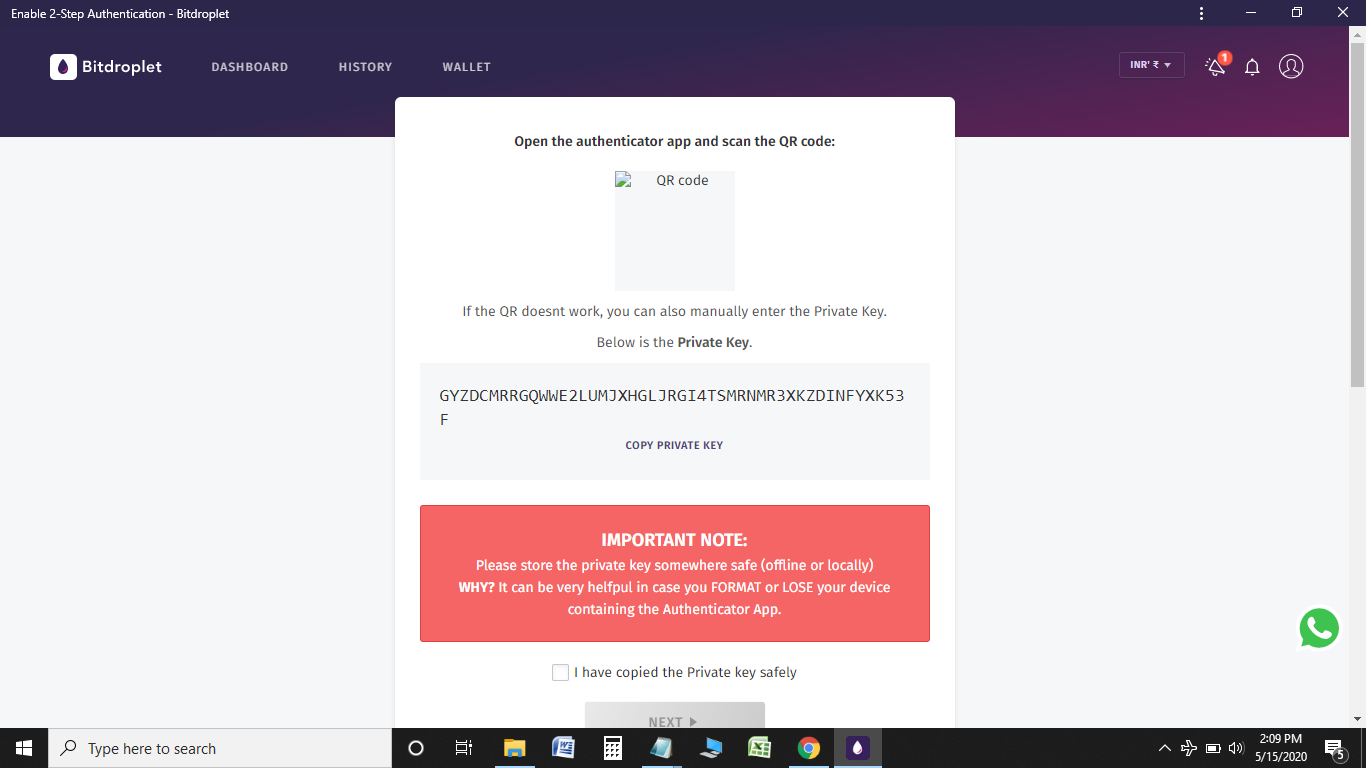 Enable 2-Step Authentication - Bitdroplet
Bitdroplet
DASHBOARD
HISTORY
WALLET
INR* ₹
1
Open the authenticator app and scan the QR code:
QR code
If the QR doesnt work, you can also manually enter the Private Key.
Below is the Private Key.
GYZDCMRRGQWWE2LUMJXHGLJRGI4TSMRNMR3XKZDINFYXK53
F
COPY PRIVATE KEY
IMPORTANT NOTE:
Please store the private key somewhere safe (offline or locally)
WHY? It can be very helfpul in case you FORMAT or LOSE your device
containing the Authenticator App.
I have copied the Private key safely
NEXT
Type here to search
2:09 PM
5/15/2020
5